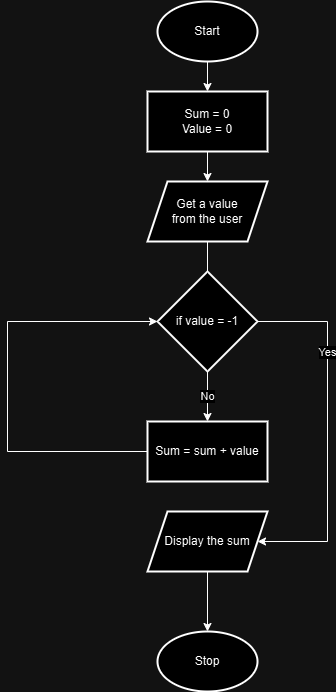 Start
Sum = 0
Value = 0
Get a value
from the user
if value = -1
Yes
No
Sum = sum + value
Display the sum
Stop